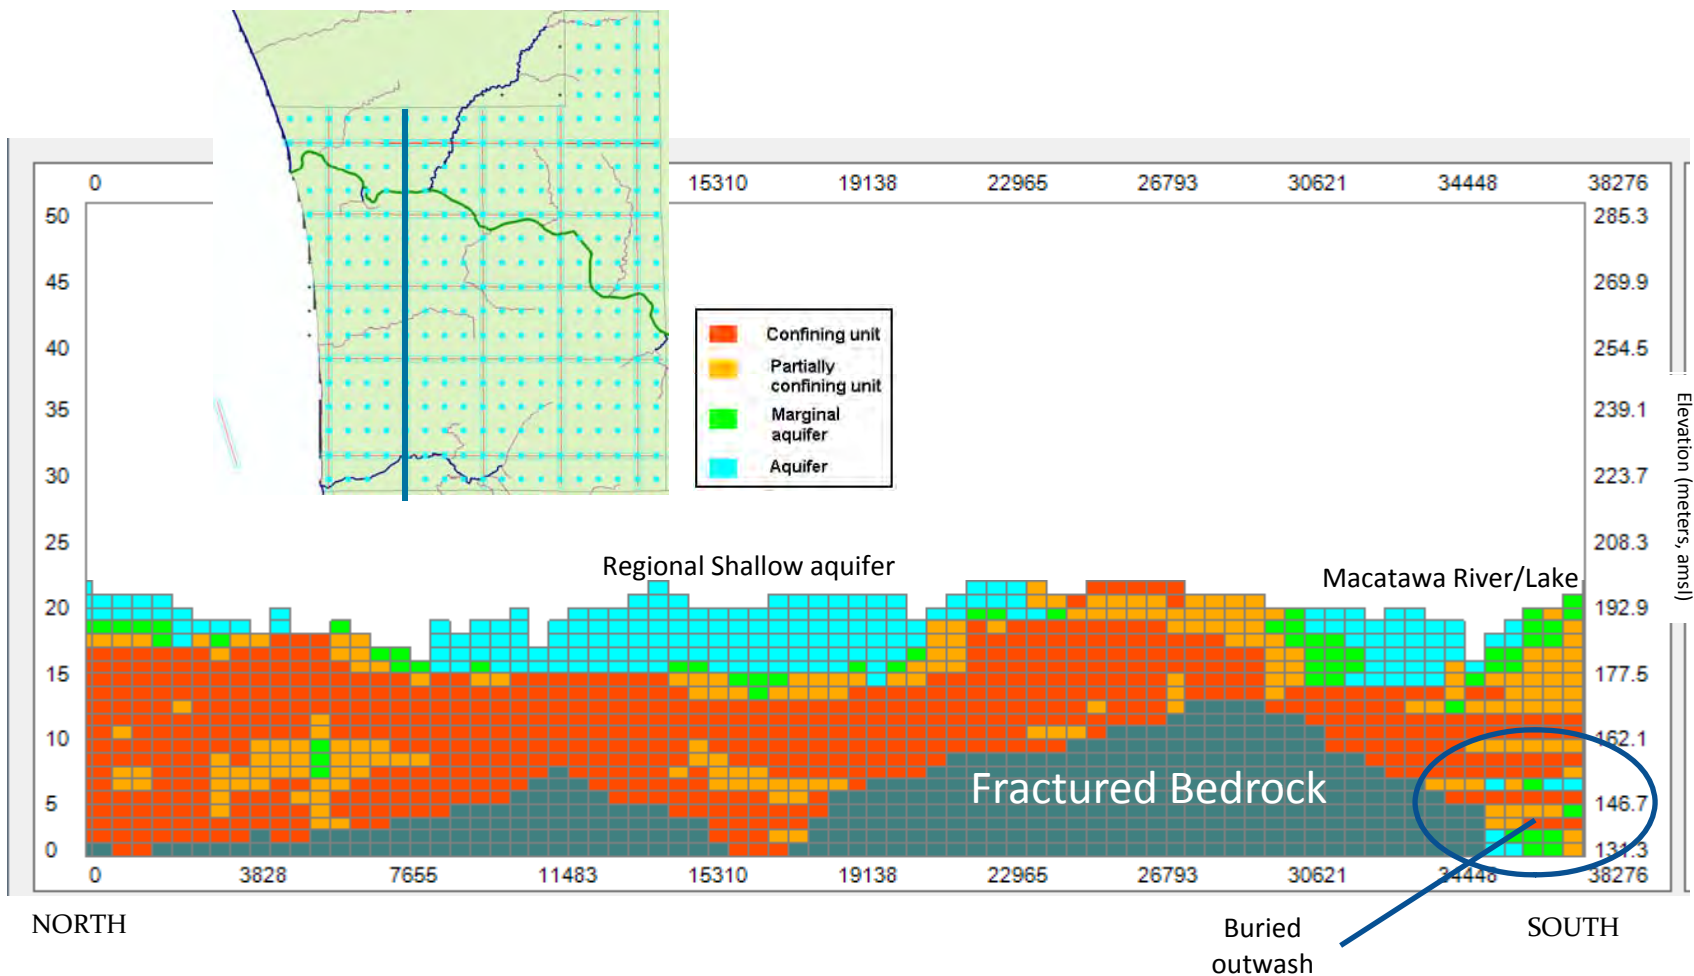 0 15310 19138 22965 26793 30621 34448 38276
50 285.3
45 269.9
40 254.5
35 239.1
30 223.7
25 208.3
20 192.9
15 177.5
10 162.1
5 146.7
0 131.3
Confining unit
Partially
confining unit
Marginal
aquifer
Aquifer
Elevation (meters, amsl)
Regional Shallow aquifer
Macatawa River/Lake
Fractured Bedrock
0 3828 7655 11483 15310 19138 22965 26793 30621 34448 38276
NORTH
SOUTH
Buried
outwash